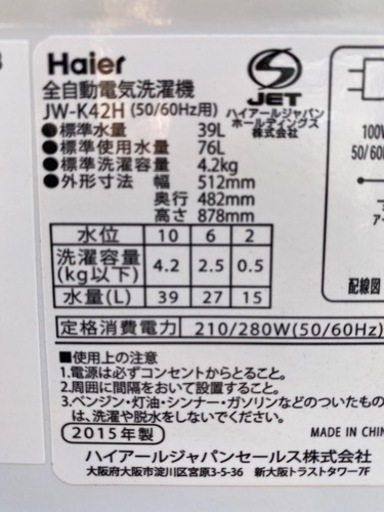 Haier
全自動電気洗濯機
JW-K42H (50/60Hz用)
JET
ハイアールジャパン
ホールディングス
株式会社
●標準水量 39L
●標準使用水量 76L
●標準洗濯容量 4.2kg
●外形寸法 幅 512mm
奥行 482mm
高さ 878mm
水位 10 6 2
洗濯容量(kg以下) 4.2 2.5 0.5
水量(L) 39 27 15
定格消費電力 210/280W(50/60Hz)
■使用上の注意
1.電源は必ずコンセントからとること。
2.周囲に間隔をおいて設置すること。
3.ベンジン・灯油・シンナー・ガソリンなどのついたもの
は、洗濯や脱水をしないでください。
2015年製
MADE IN CHIN
ハイアールジャパンセールス株式会社
大阪府大阪市淀川区宮原3-5-36 新大阪トラストタワー7F
100V
50/60
アー
配線図